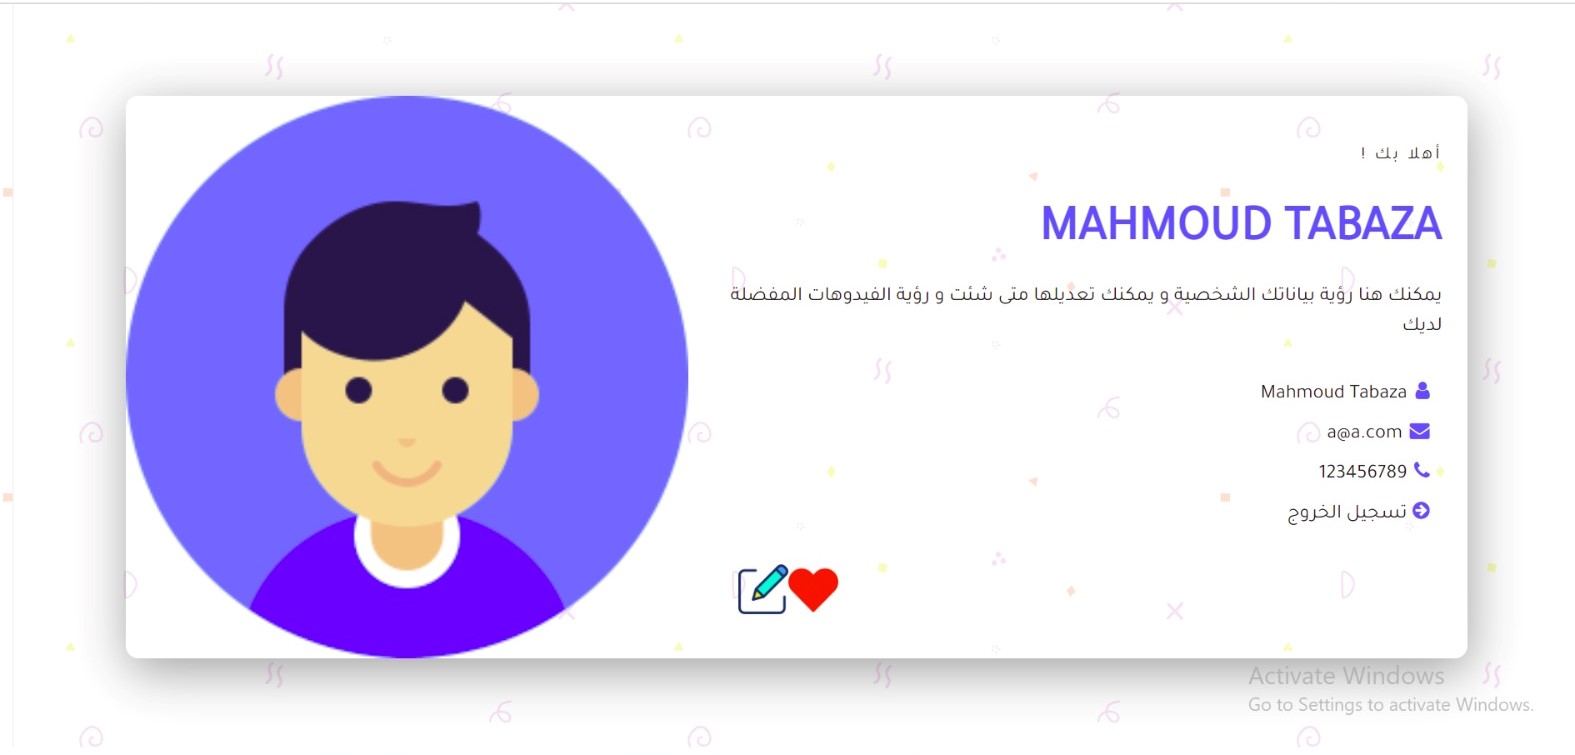 أهلا بك !
MAHMOUD TABAZA
يمكنك هنا رؤية بياناتك الشخصية و يمكنك تعديلها متى شئت و رؤية الفيدوهات المفضلة
لديك
Mahmoud Tabaza
a@a.com
123456789
تسجيل الخروج
Activate Windows
Go to Settings to activate Windows.